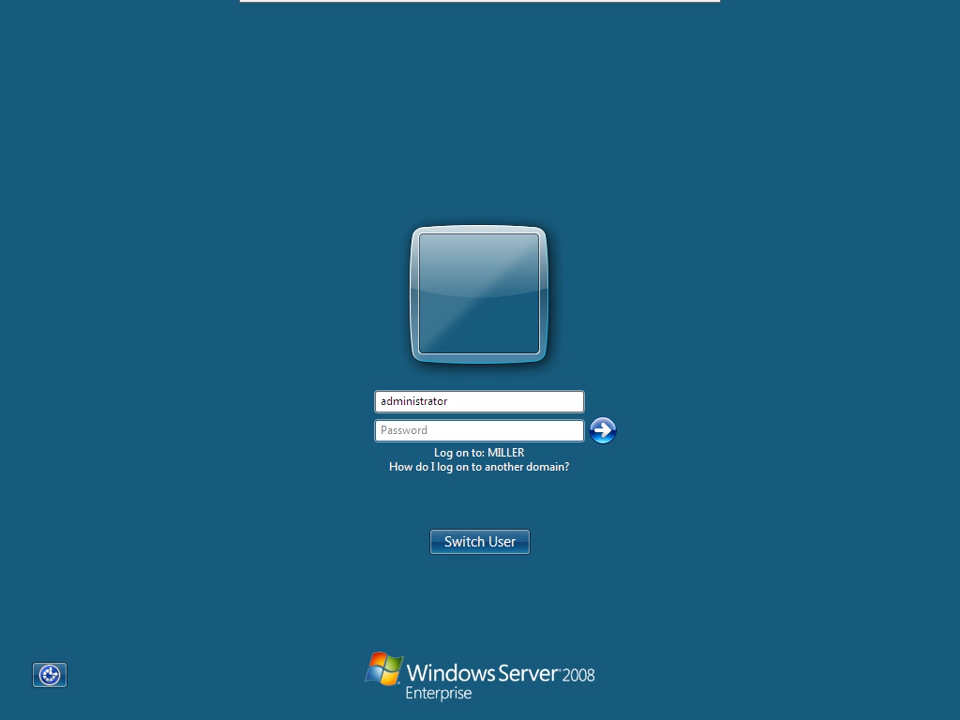 administrator
Password
Log on to: MILLER
How do I log on to another domain?
Switch User
Windows Server 2008
Enterprise